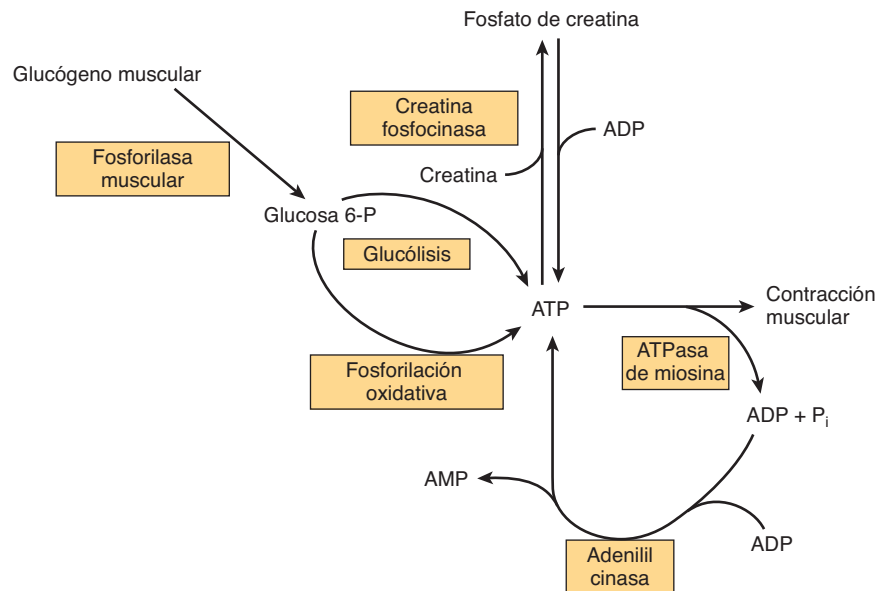 Fosfato de creatina
Glucógeno muscular
Creatina
fosfocinasa
ADP
Fosforilasa
muscular
Creatina
Glucosa 6-P
Glucólisis
ATP
Contracción
muscular
ATPasa
de miosina
Fosforilación
oxidativa
ADP + Pi
AMP
ADP
Adenilil
cinasa